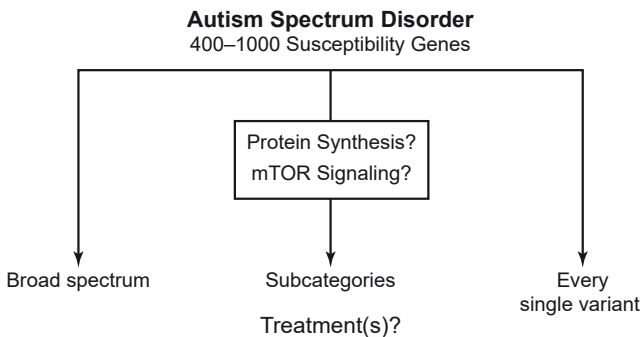 Autism Spectrum Disorder
400–1000 Susceptibility Genes
Protein Synthesis?
mTOR Signaling?
Broad spectrum
Subcategories
Every
single variant
Treatment(s)?